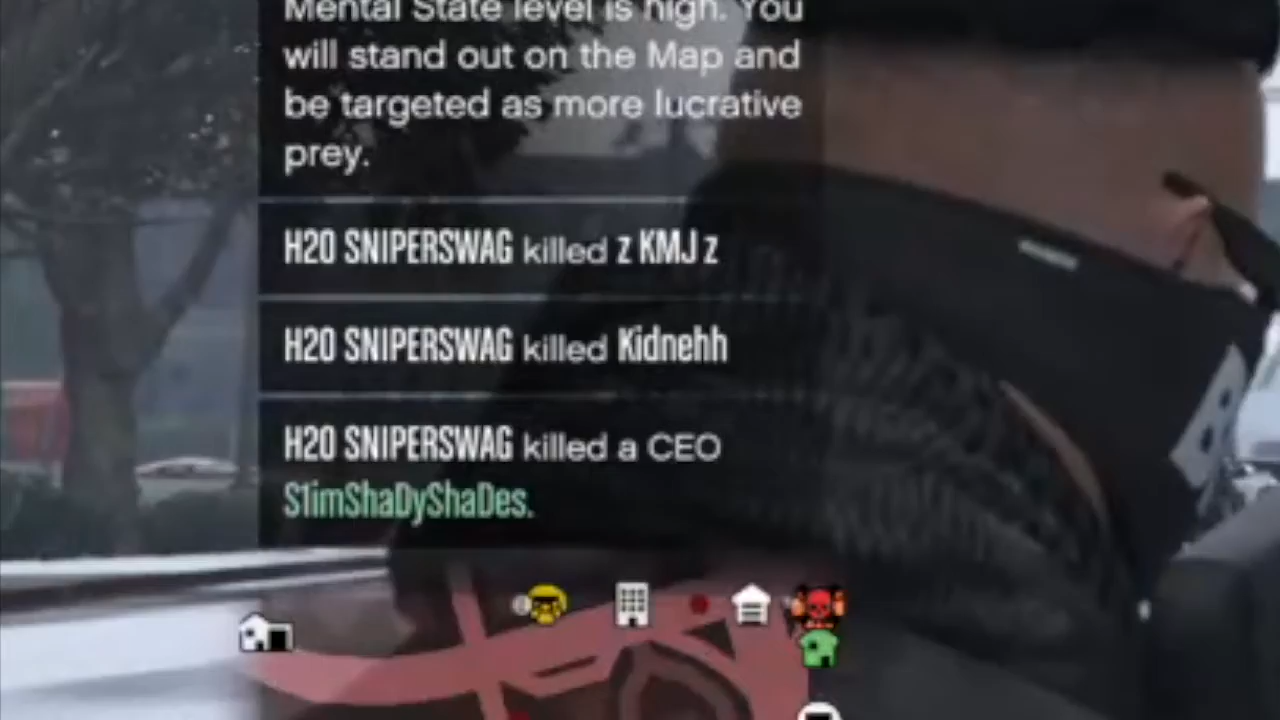 Mental State level is high. You
will stand out on the Map and
be targeted as more lucrative
prey.
H20 SNIPERSWAG killed z KMJ z
H20 SNIPERSWAG killed Kidnehh
H20 SNIPERSWAG killed a CEO
S1imShaDyShaDes.